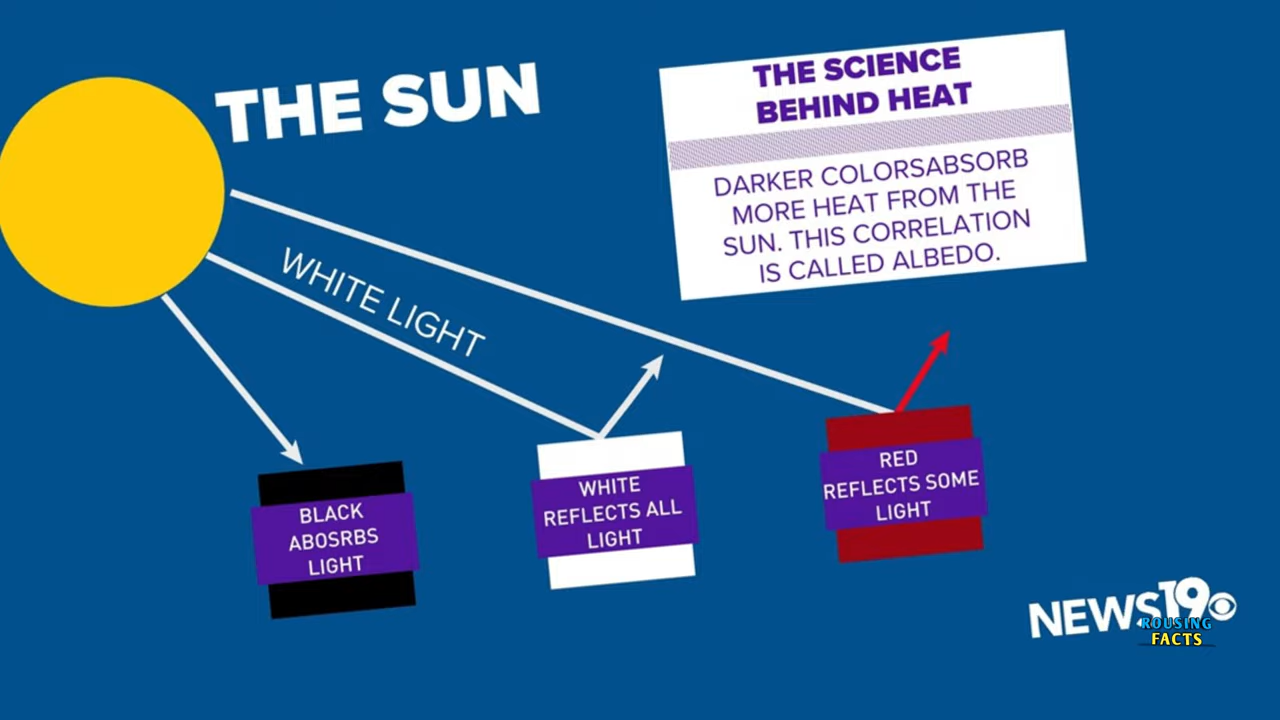 THE SUN
THE SCIENCE
BEHIND HEAT
DARKER COLORSABSORB
MORE HEAT FROM THE
SUN. THIS CORRELATION
IS CALLED ALBEDO.
WHITE LIGHT
BLACK
ABOSRBS
LIGHT
WHITE
REFLECTS ALL
LIGHT
RED
REFLECTS SOME
LIGHT
NEWS19
ROUSING
FACTS